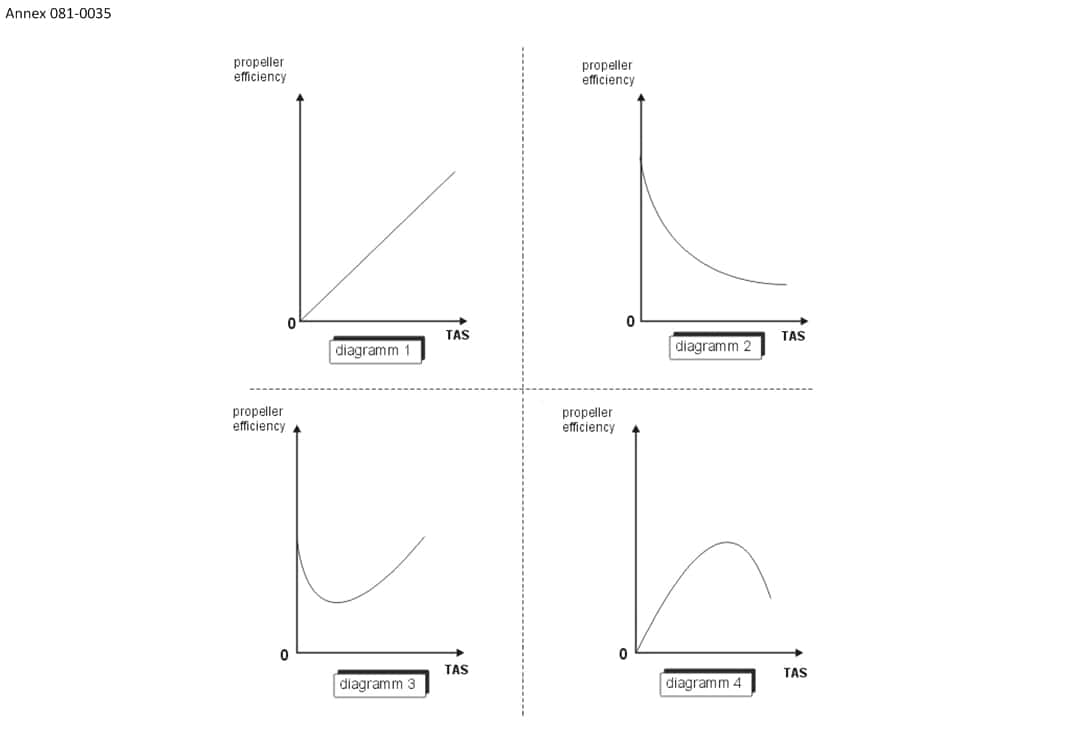 Annex 081-0035
propeller
efficiency
0
TAS
diagramm 1
propeller
efficiency
0
TAS
diagramm 2
propeller
efficiency
0
TAS
diagramm 3
propeller
efficiency
0
TAS
diagramm 4